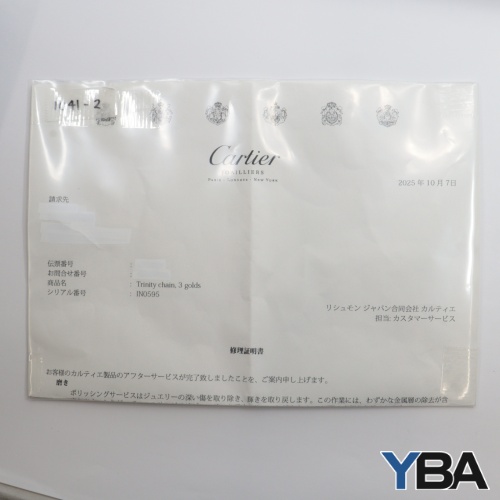 1041-2
Cartier
JOAILLIERS
Paris - Londres - New York
2025 年 10 月 7日
請求先
伝票番号
お問合せ番号 :
商品名 : Trinity chain, 3 golds
シリアル番号 : IN0595
リシュモン ジャパン合同会社 カルティエ
担当: カスタマーサービス
修理証明書
お客様のカルティエ製品のアフターサービスが完了致しましたことを、ご案内申し上げます。
磨き
ポリッシングサービスはジュエリーの深い傷を取り除き、輝きを取り戻します。この作業には、わずかな金属層の除去が含
YBA